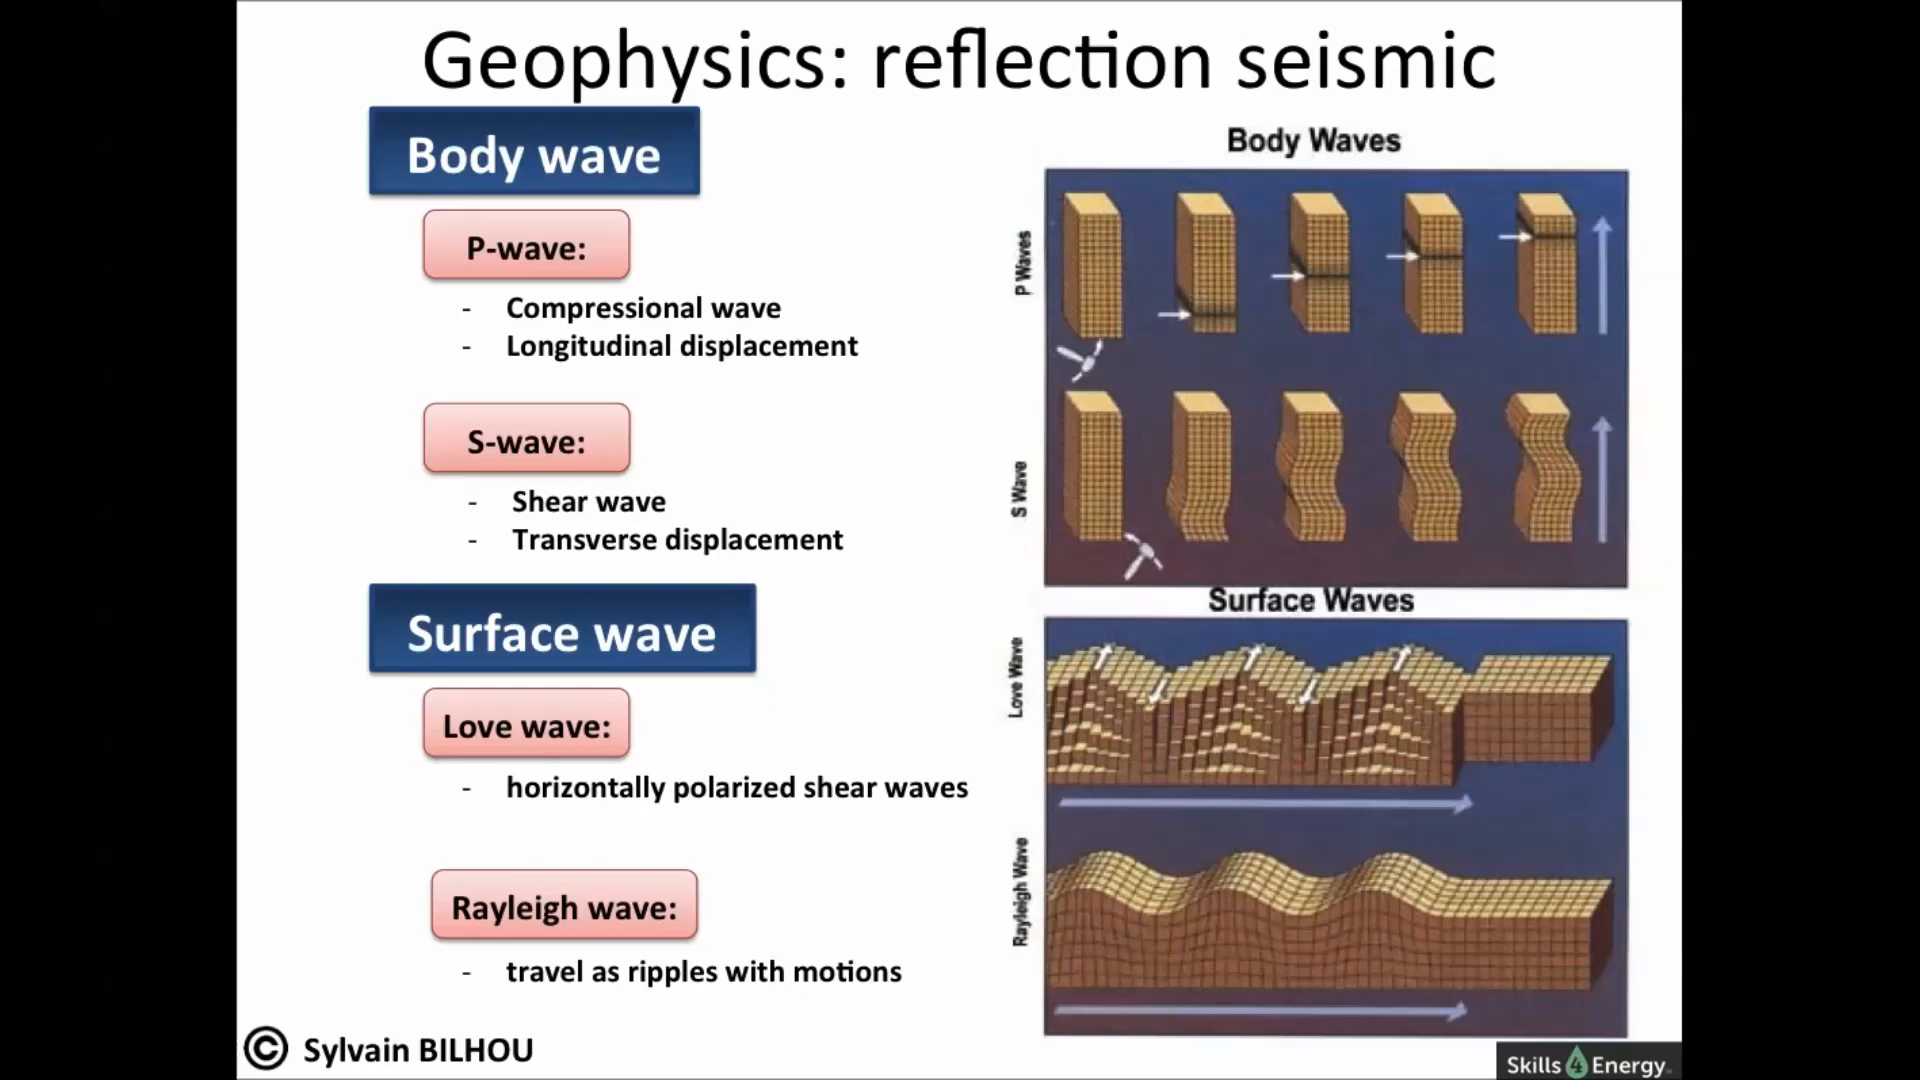 Geophysics: reflection seismic
Body wave
P-wave:
- Compressional wave
- Longitudinal displacement
S-wave:
- Shear wave
- Transverse displacement
Surface wave
Love wave:
- horizontally polarized shear waves
Rayleigh wave:
- travel as ripples with motions
Body Waves
P Waves
S Wave
Surface Waves
Love Wave
Rayleigh Wave
© Sylvain BILHOU
Skills 4 Energy